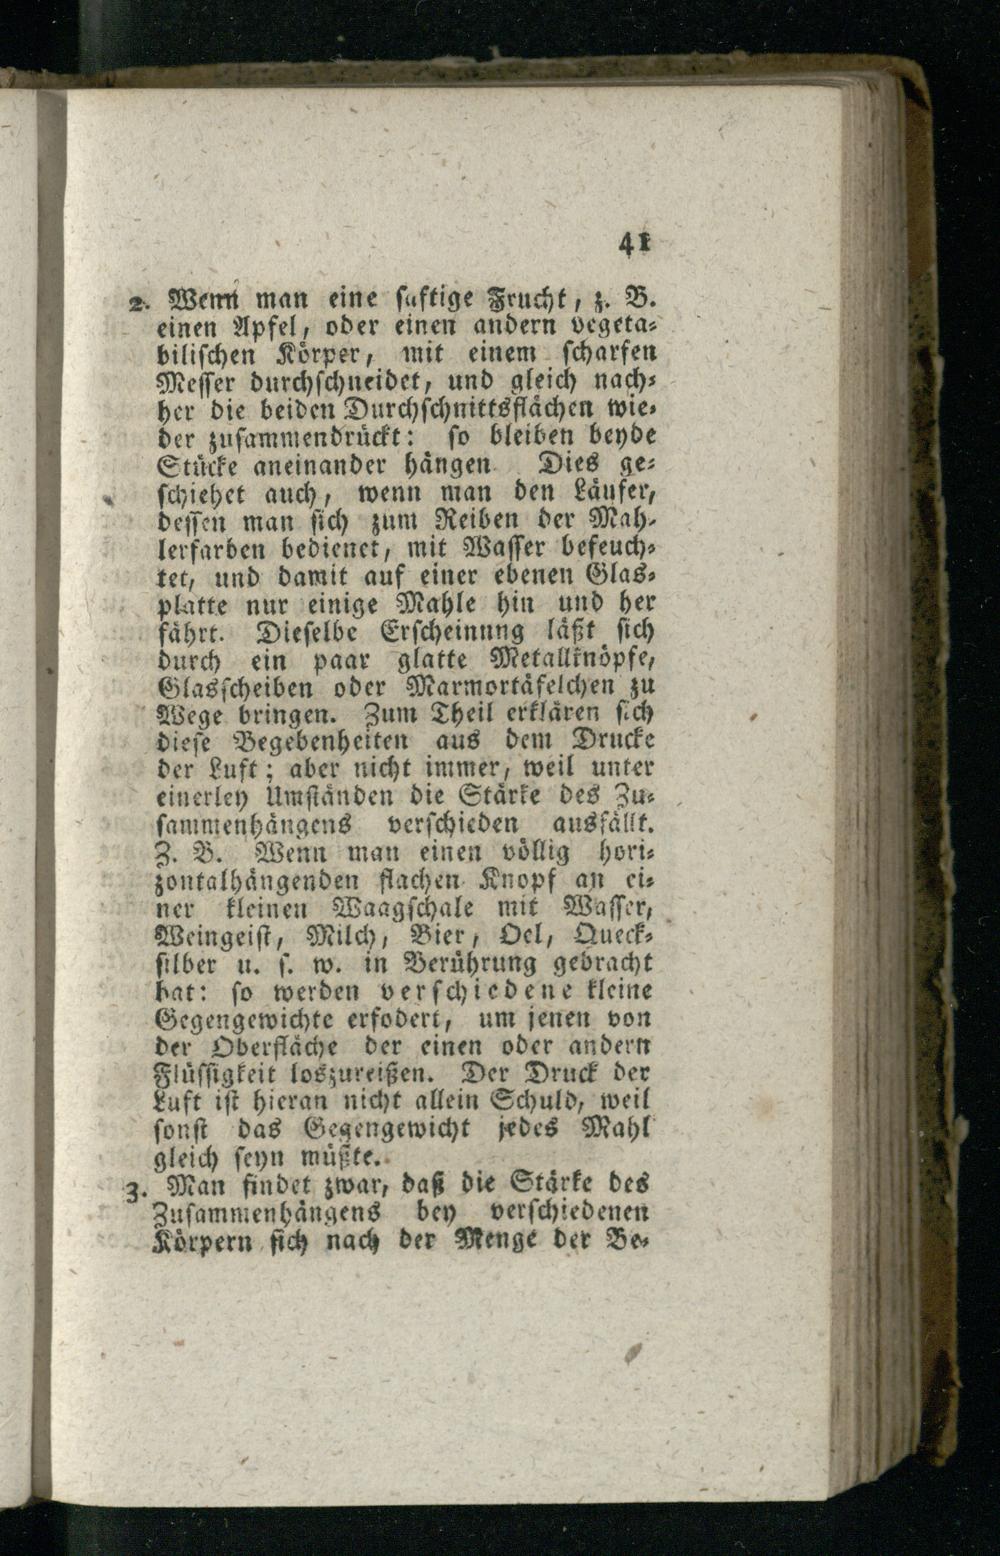 41
2. Wenn man eine saftige Frucht, z. B.
einen Apfel, oder einen andern vegeta-
bilischen Körper, mit einem scharfen
Messer durchschneidet, und gleich nach-
her die beiden Durchschnittsflächen wie-
der zusammendrückt: so bleiben beyde
Stücke aneinander hängen Dies ge-
schiehet auch, wenn man den Läufer,
dessen man sich zum Reiben der Mah-
lerfarben bedienet, mit Wasser befeuch-
tet, und damit auf einer ebenen Glas-
platte nur einige Mahle hin und her
fährt. Dieselbe Erscheinung läßt sich
durch ein paar glatte Metallknöpfe,
Glasscheiben oder Marmortäfelchen zu
Wege bringen. Zum Theil erklären sich
diese Begebenheiten aus dem Drucke
der Luft; aber nicht immer, weil unter
einerley Umständen die Stärke des Zu-
sammenhängens verschieden ausfällt.
Z. B. Wenn man einen völlig hori-
zontalhängenden flachen Knopf an ei-
ner kleinen Waagschale mit Wasser,
Weingeist, Milch, Bier, Oel, Queck-
silber u. s. w. in Berührung gebracht
hat: so werden verschiedene kleine
Gegengewichte erfodert, um jenen von
der Oberfläche der einen oder andern
Flüssigkeit loszureißen. Der Druck der
Luft ist hieran nicht allein Schuld, weil
sonst das Gegengewicht jedes Mahl
gleich seyn müßte.
3. Man findet zwar, daß die Stärke des
Zusammenhängens bey verschiedenen
Körpern sich nach der Menge der Be-